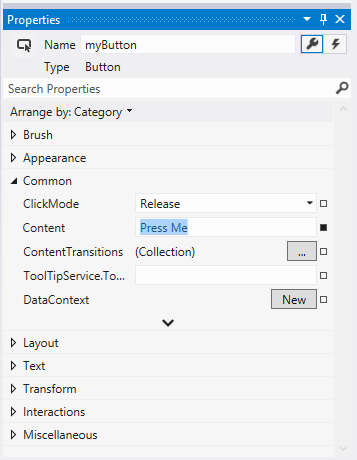 Properties
Name myButton
Type Button
Search Properties
Arrange by: Category
Brush
Appearance
Common
ClickMode Release
Content Press Me
ContentTransitions (Collection) ...
ToolTipService.To...
DataContext New
Layout
Text
Transform
Interactions
Miscellaneous